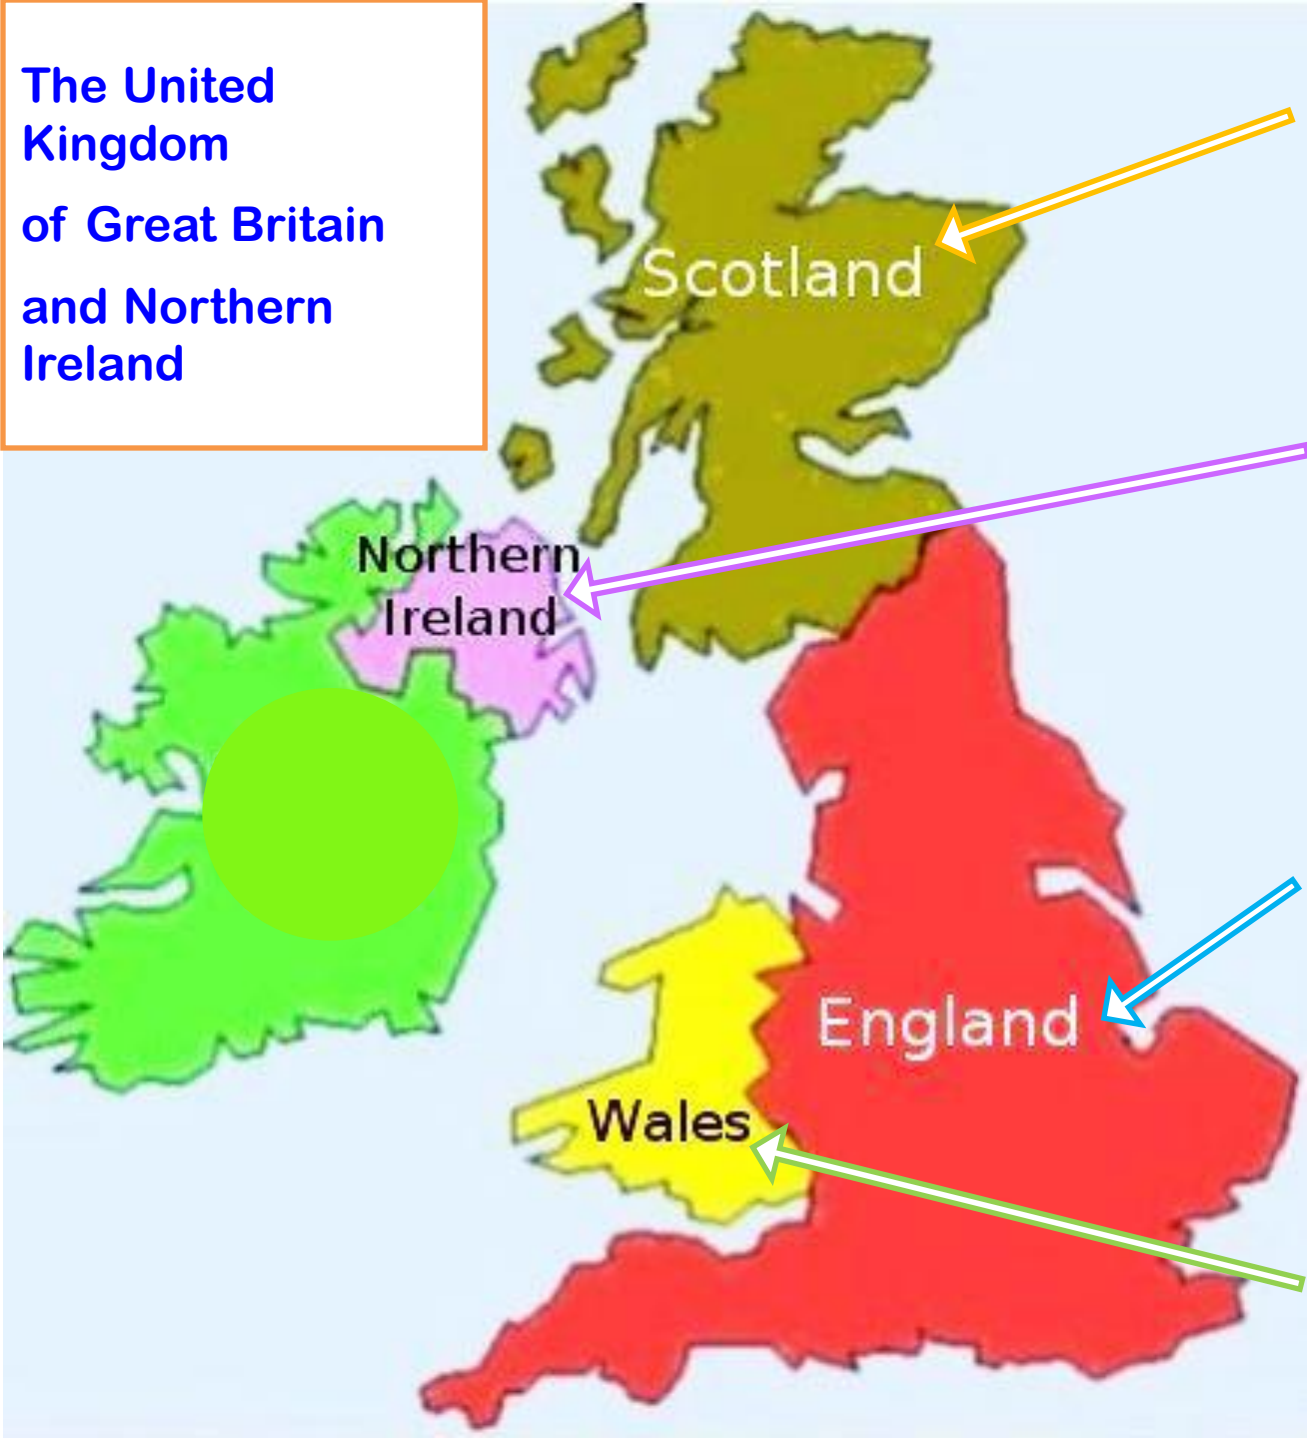 The United
Kingdom
of Great Britain
and Northern
Ireland
Scotland
Northern
Ireland
England
Wales